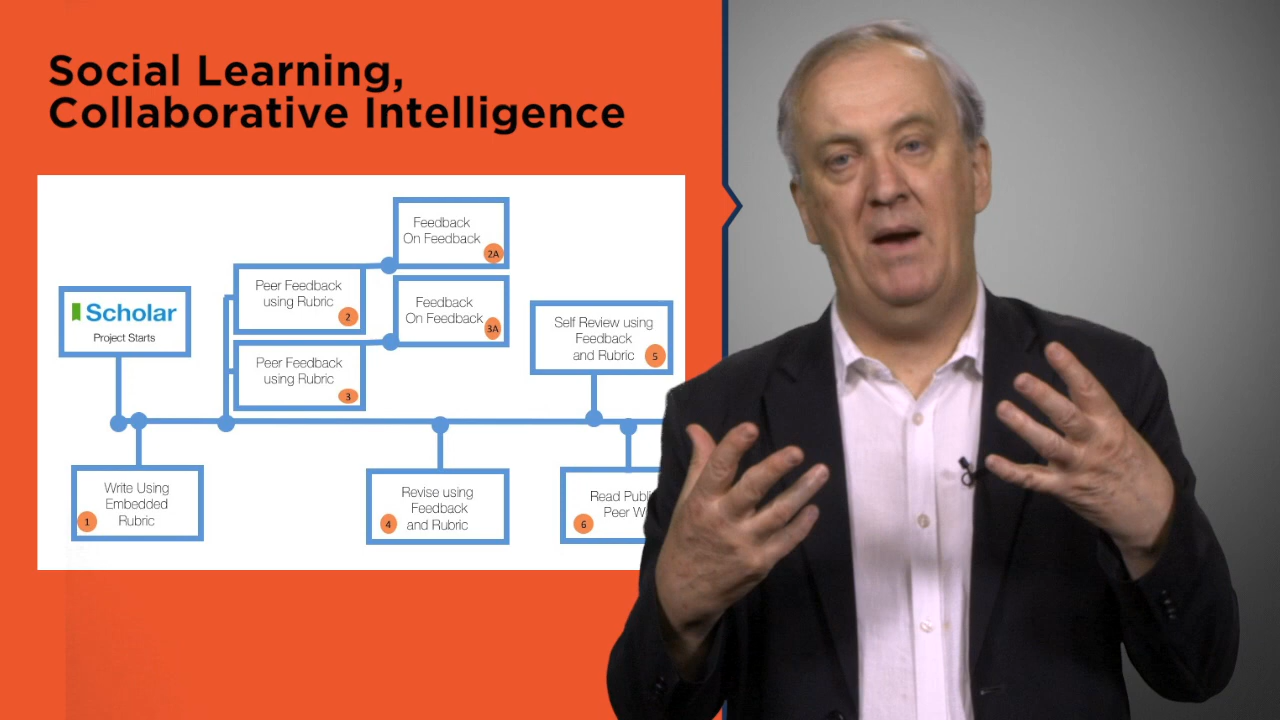 Social Learning,
Collaborative Intelligence
Scholar
Project Starts
Peer Feedback
using Rubric
2
Feedback
On Feedback
2A
Peer Feedback
using Rubric
3
Feedback
On Feedback
3A
Self Review using
Feedback
and Rubric
5
Write Using
Embedded
Rubric
1
Revise using
Feedback
and Rubric
4
Read
Peer
6